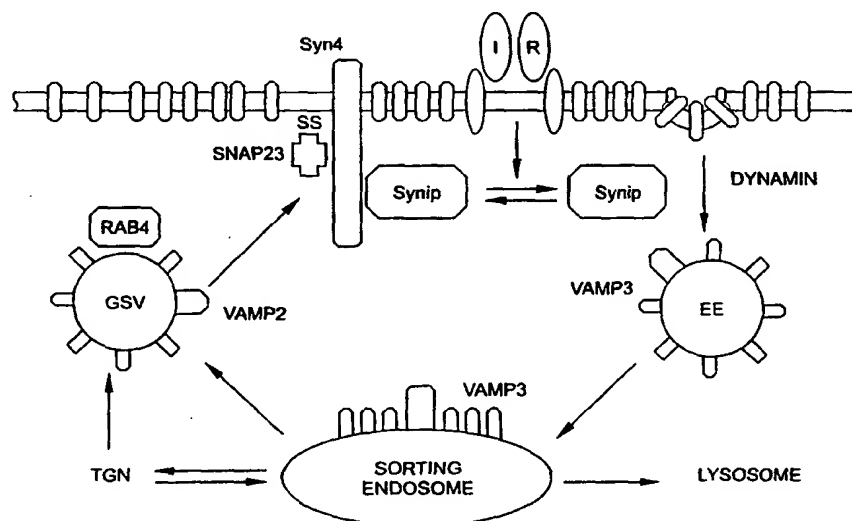 Syn4
I R
SS
SNAP23
Synip
Synip
DYNAMIN
RAB4
GSV
VAMP2
VAMP3
EE
VAMP3
TGN
SORTING
ENDOSOME
LYSOSOME